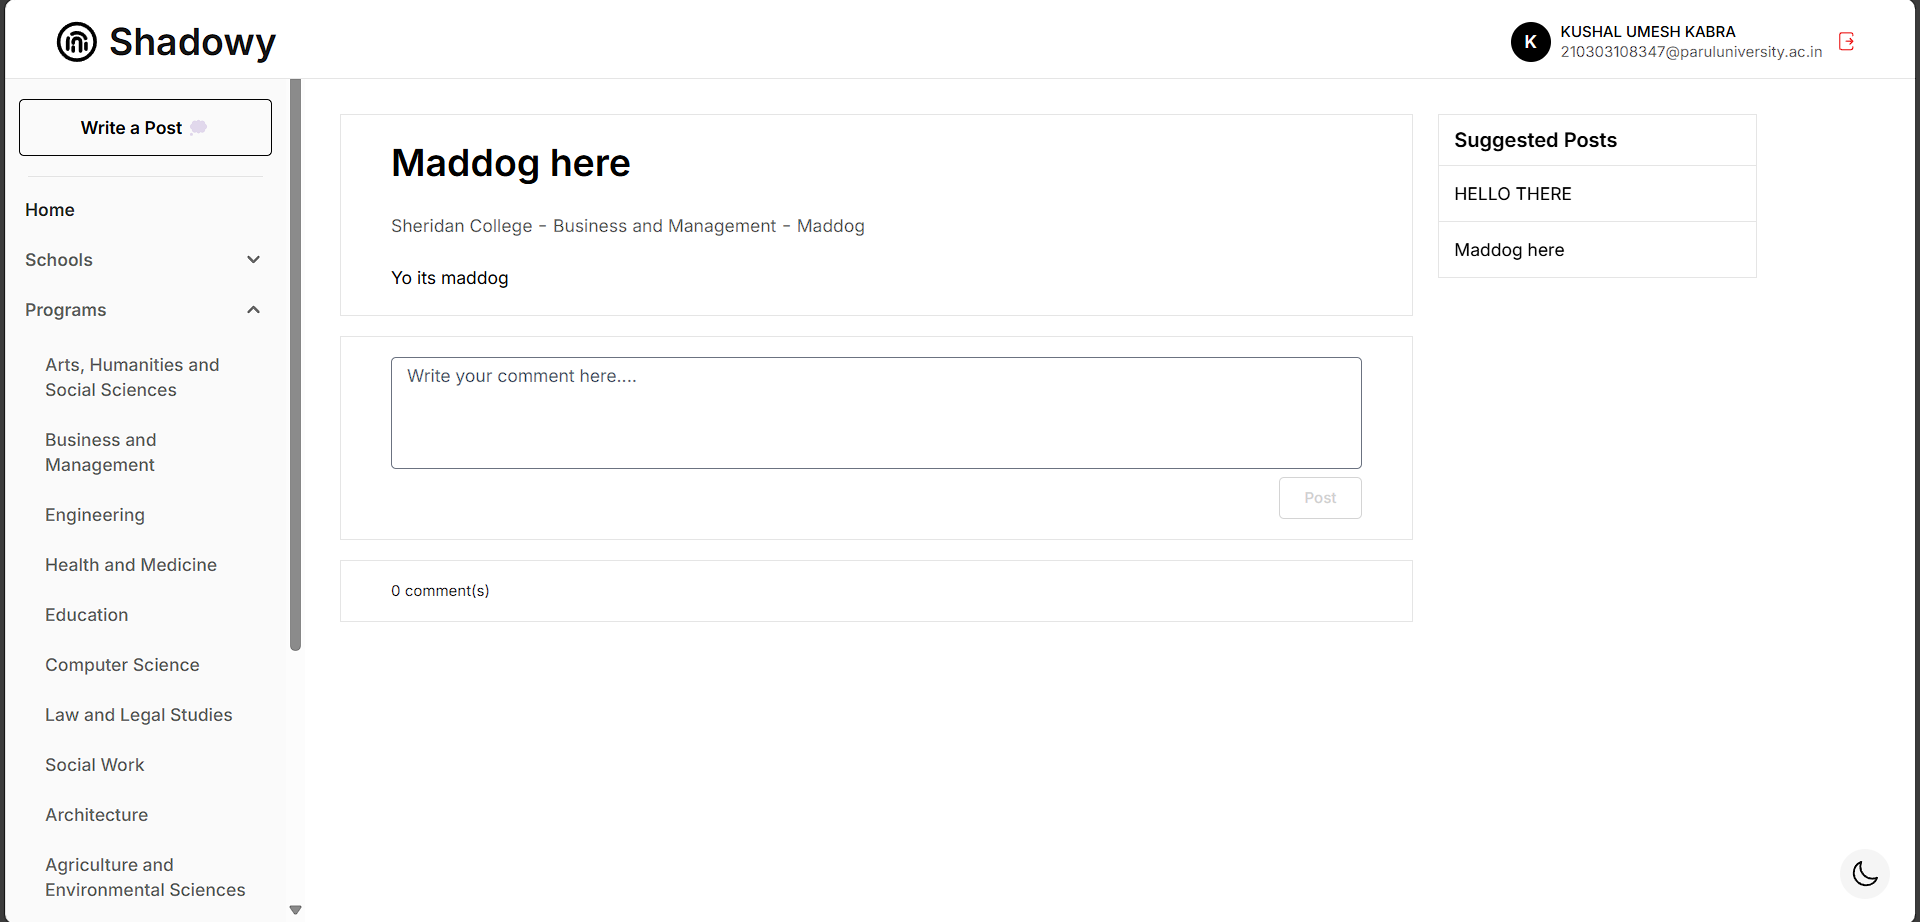 Shadowy
KUSHAL UMESH KABRA
K
210303108347@paruluniversity.ac.in
Write a Post
Home
Schools
Programs
Arts, Humanities and
Social Sciences
Business and
Management
Engineering
Health and Medicine
Education
Computer Science
Law and Legal Studies
Social Work
Architecture
Agriculture and
Environmental Sciences
Maddog here
Sheridan College - Business and Management - Maddog
Yo its maddog
Write your comment here....
Post
0 comment(s)
Suggested Posts
HELLO THERE
Maddog here